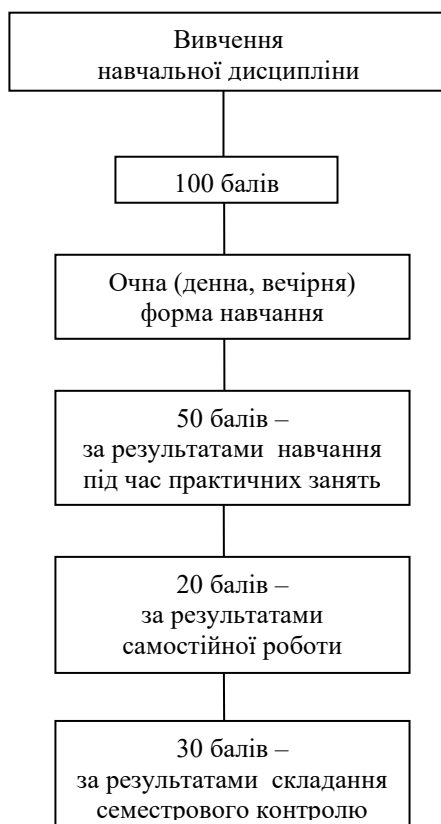 Вивчення
навчальної дисципліни
100 балів
Очна (денна, вечірня)
форма навчання
50 балів –
за результатами навчання
під час практичних занять
20 балів –
за результатами
самостійної роботи
30 балів –
за результатами складання
семестрового контролю